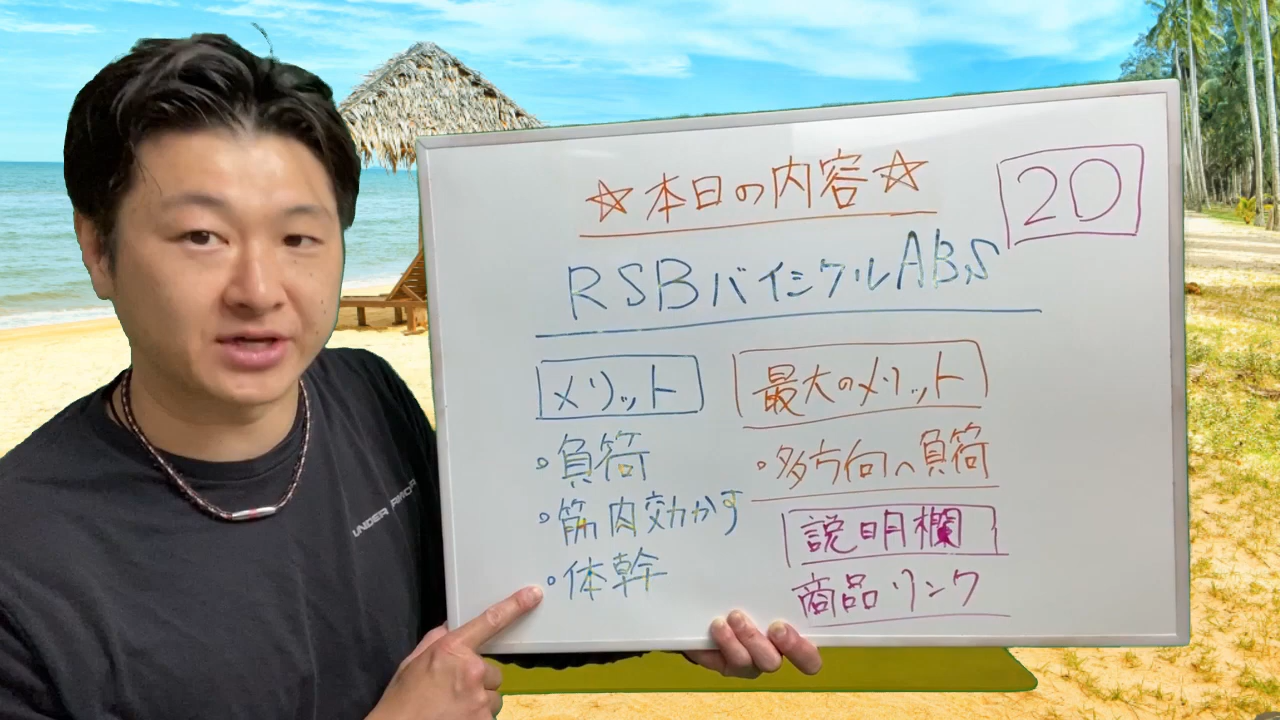 ☆本日の内容☆
20
RSBバイシクルABS
メリット
・負荷
・筋肉効かす
・体幹
最大のメリット
・多方向へ負荷
説明欄
商品リンク
UNDER ARMOUR